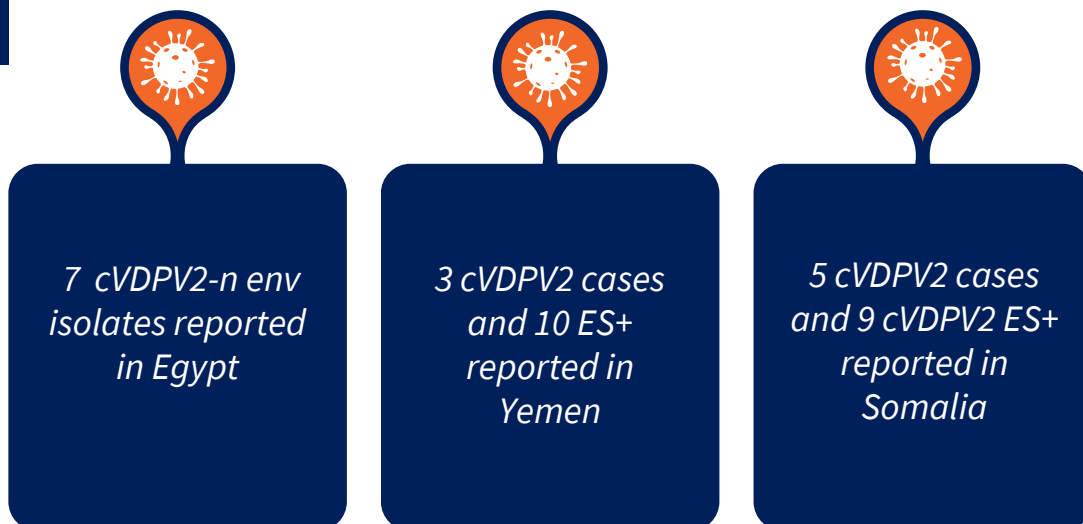 7 cVDPV2-n env
isolates reported
in Egypt
3 cVDPV2 cases
and 10 ES+
reported in
Yemen
5 cVDPV2 cases
and 9 cVDPV2 ES+
reported in
Somalia